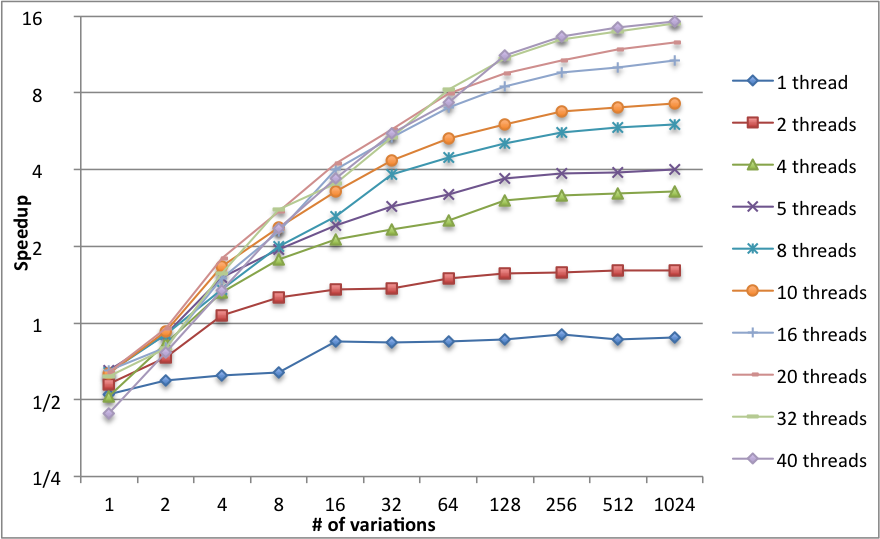 16
8
4
2
1
1/2
1/4
Speedup
1 2 4 8 16 32 64 128 256 512 1024
# of variations
1 thread
2 threads
4 threads
5 threads
8 threads
10 threads
16 threads
20 threads
32 threads
40 threads